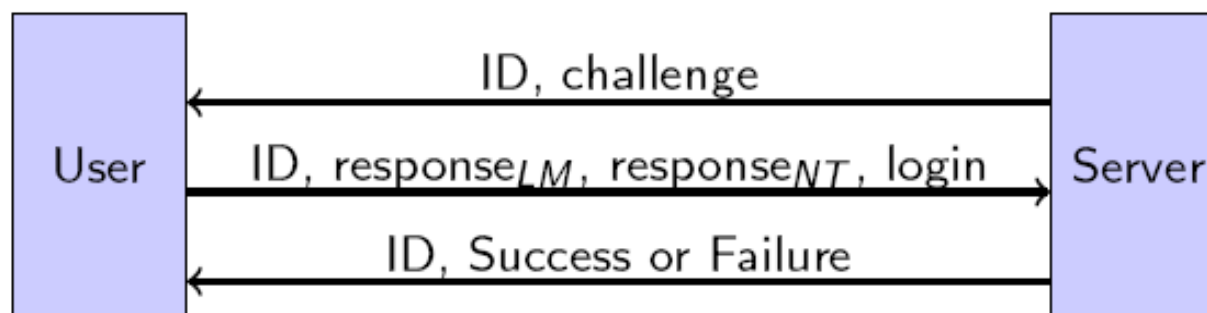 ID, challenge
User
ID, response_LM, response_NT, login
Server
ID, Success or Failure